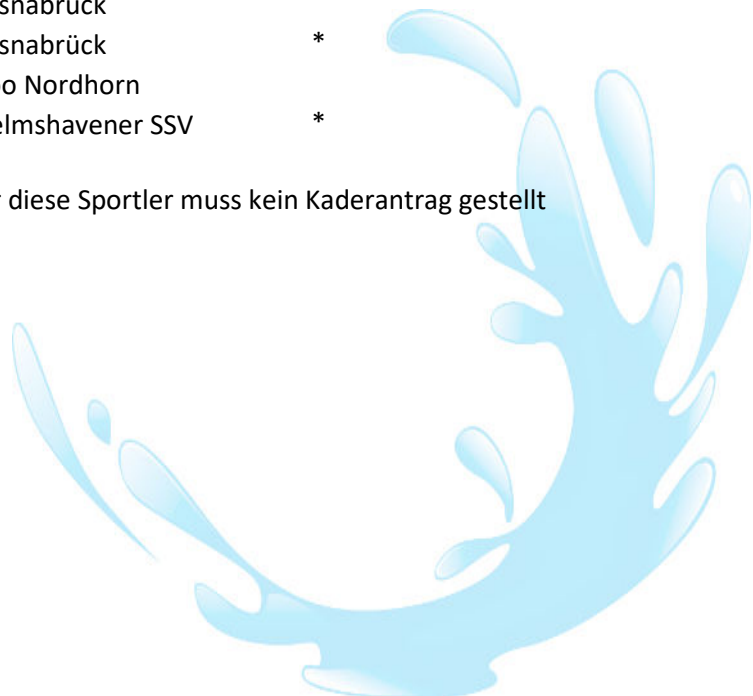 snabrück
snabrück *
o Nordhorn
elmshavener SSV *
r diese Sportler muss kein Kaderantrag gestellt